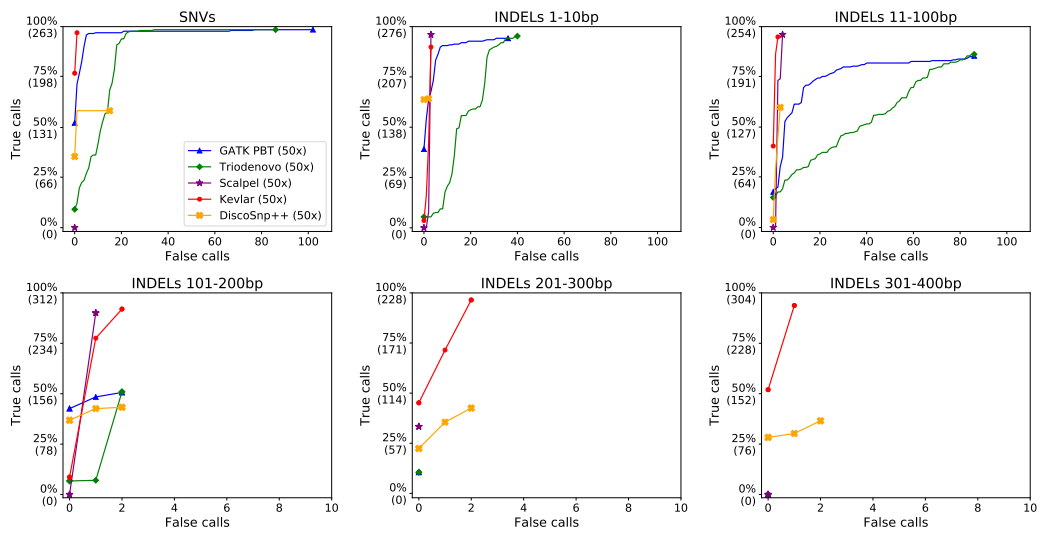 SNVs
100%
(263)
75%
(198)
50%
(131)
25%
(66)
0%
(0)
True calls
0 20 40 60 80 100
False calls
GATK PBT (50x)
Triodenovo (50x)
Scalpel (50x)
Kevlar (50x)
DiscoSnp++ (50x)
INDELs 1-10bp
100%
(276)
75%
(207)
50%
(138)
25%
(69)
0%
(0)
True calls
0 20 40 60 80 100
False calls
INDELs 11-100bp
100%
(254)
75%
(191)
50%
(127)
25%
(64)
0%
(0)
True calls
0 20 40 60 80 100
False calls
INDELs 101-200bp
100%
(312)
75%
(234)
50%
(156)
25%
(78)
0%
(0)
True calls
0 2 4 6 8 10
False calls
INDELs 201-300bp
100%
(228)
75%
(171)
50%
(114)
25%
(57)
0%
(0)
True calls
0 2 4 6 8 10
False calls
INDELs 301-400bp
100%
(304)
75%
(228)
50%
(152)
25%
(76)
0%
(0)
True calls
0 2 4 6 8 10
False calls